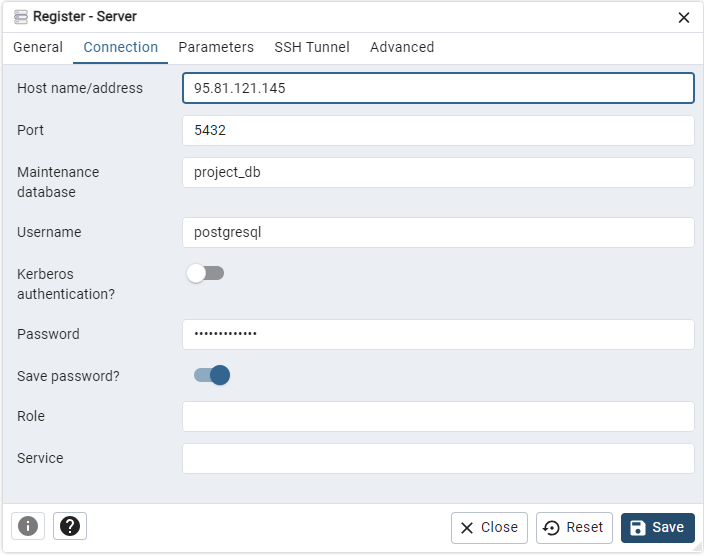 Register - Server
General Connection Parameters SSH Tunnel Advanced
Host name/address 95.81.121.145
Port 5432
Maintenance
database
project_db
Username postgresql
Kerberos
authentication?
Password •••••••••••••
Save password?
Role
Service
Close Reset Save